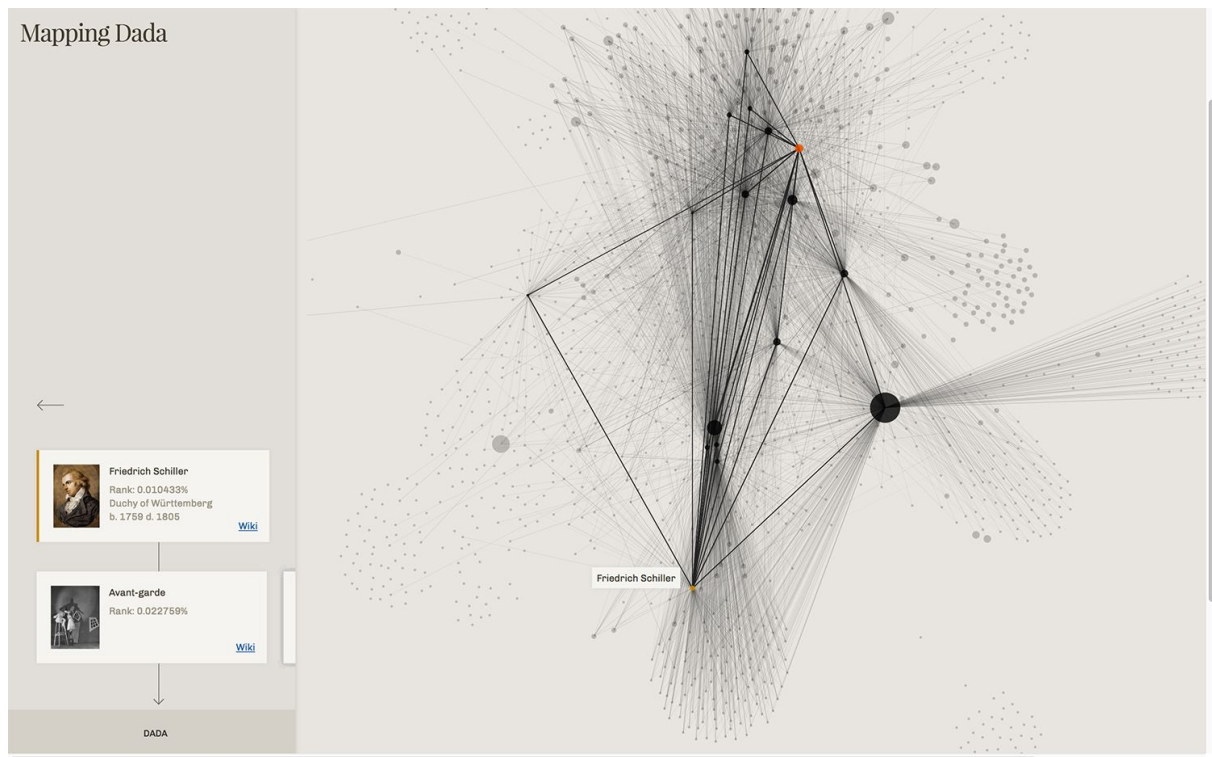 Mapping Dada
Friedrich Schiller
Rank: 0.010433%
Duchy of Württemberg
b. 1759 d. 1805
Wiki
Avant-garde
Rank: 0.022759%
Wiki
DADA
Friedrich Schiller